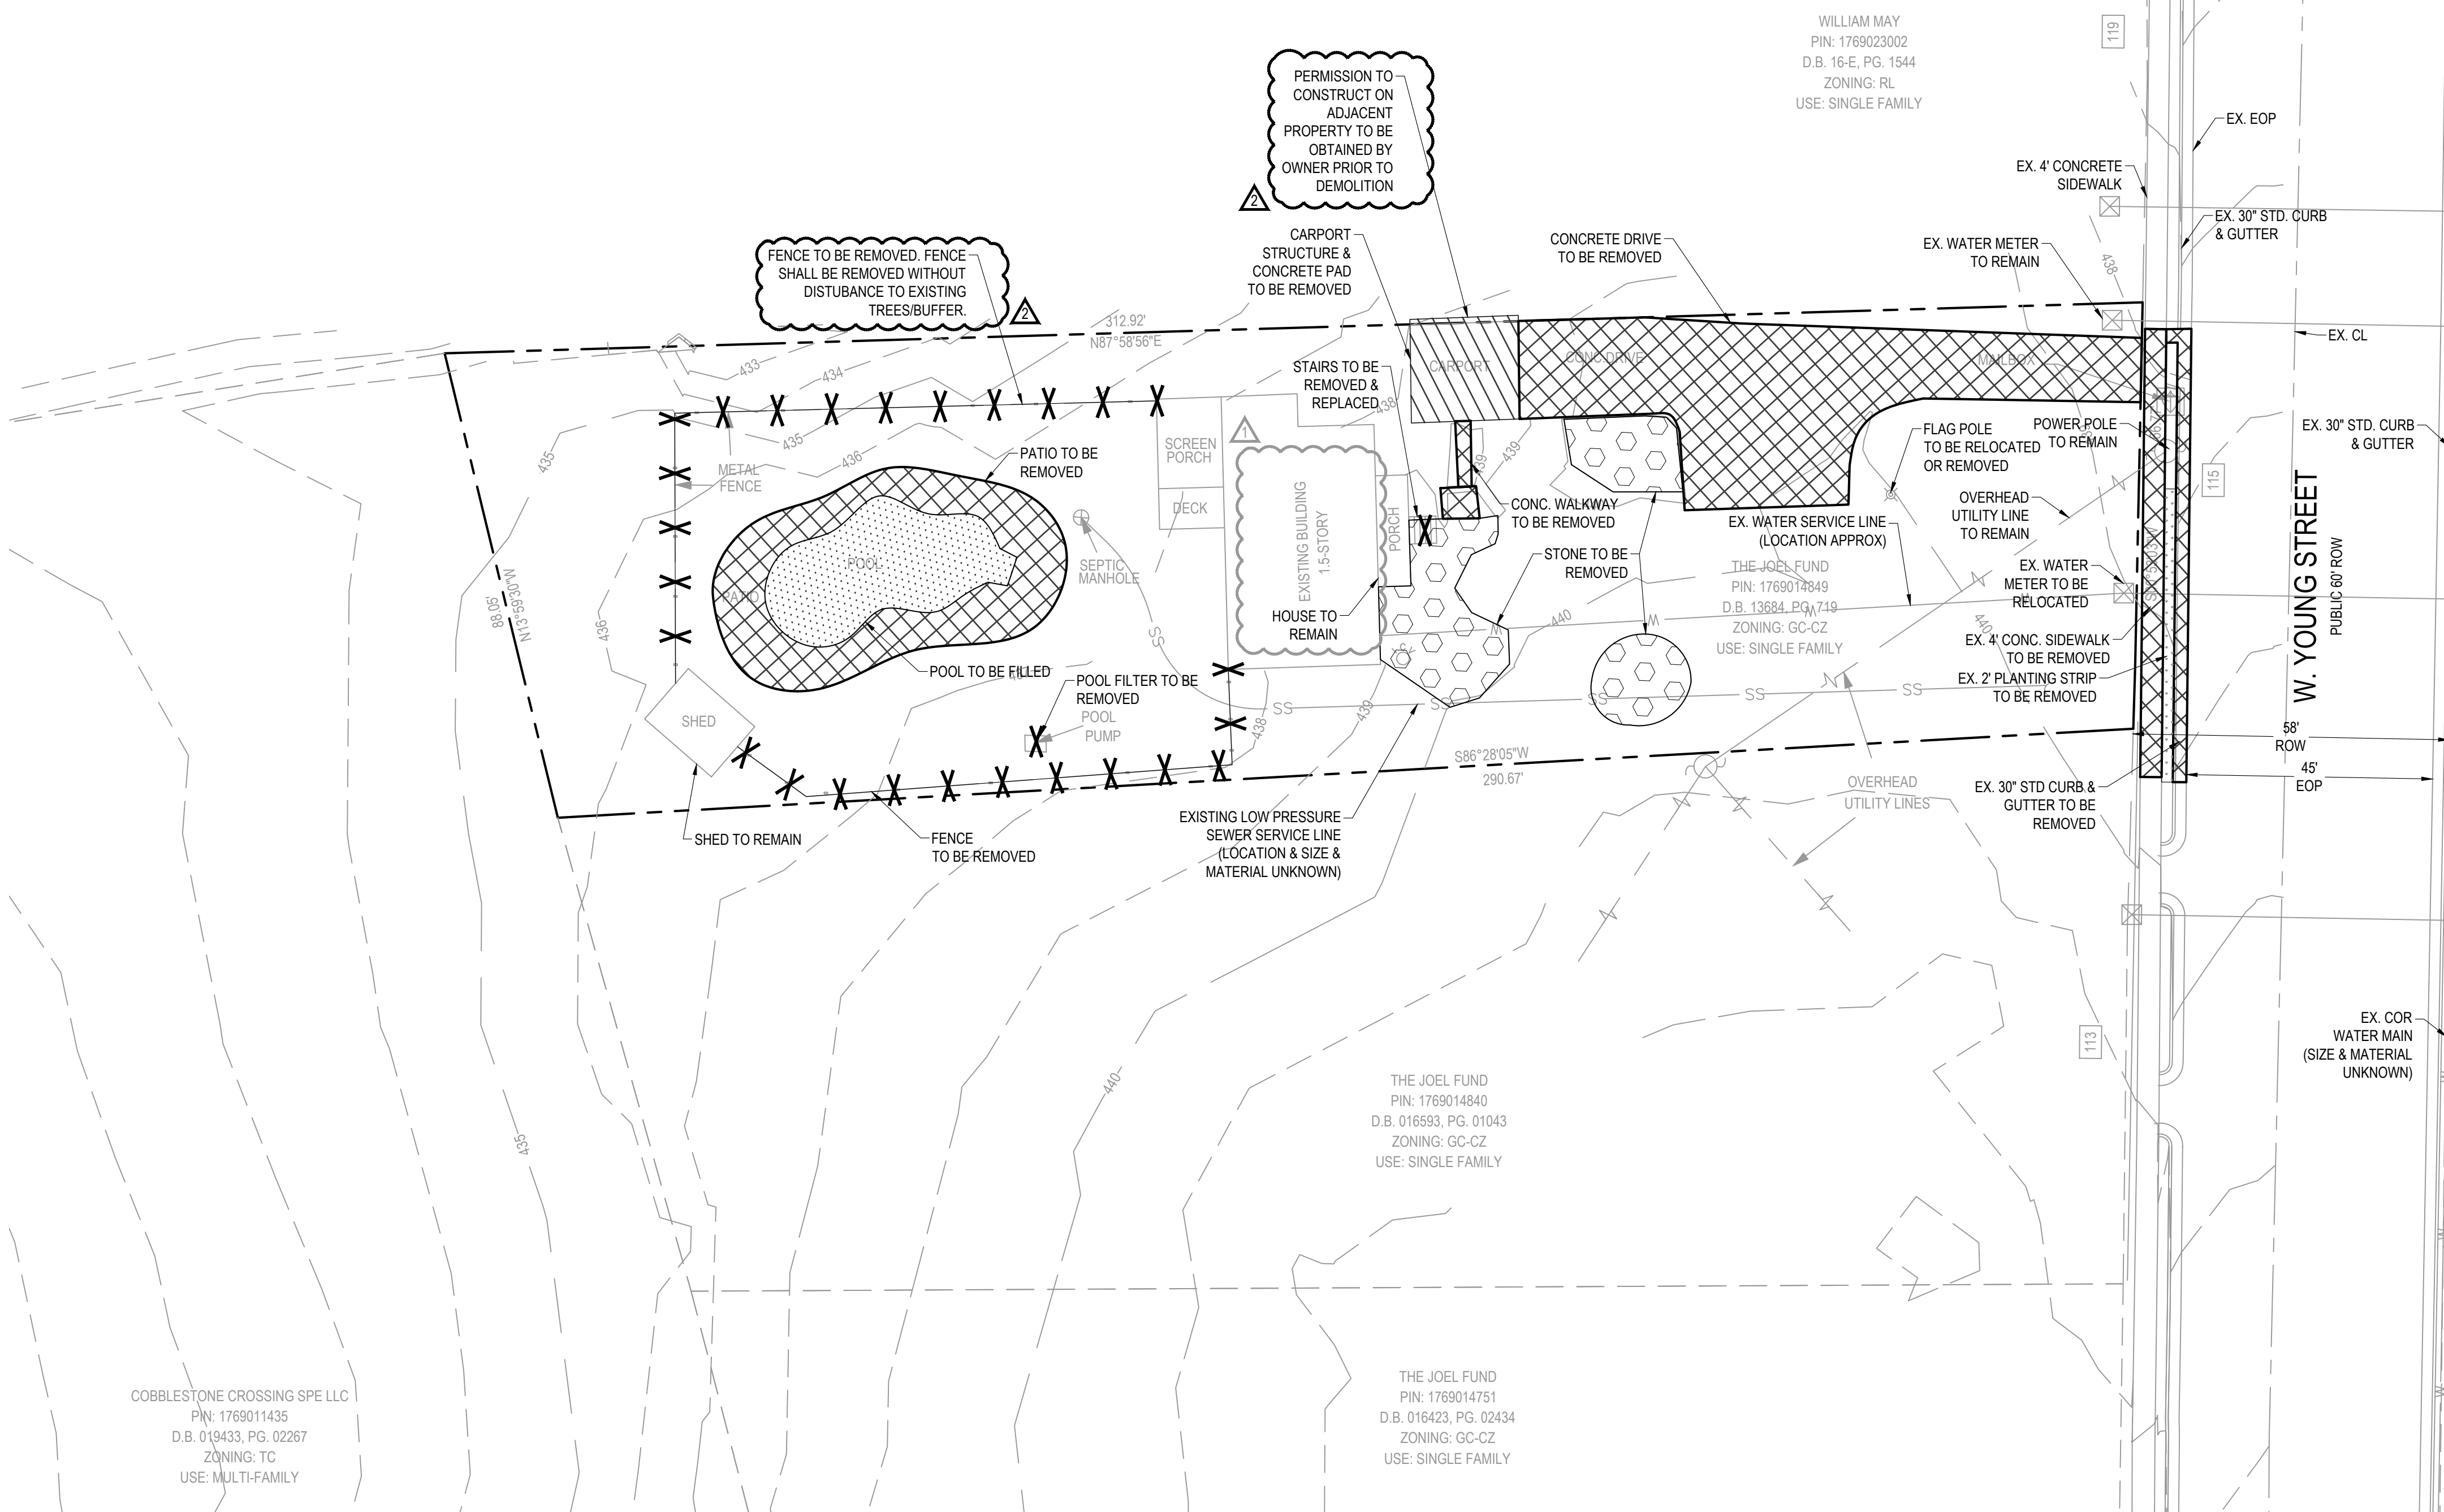 WILLIAM MAY
PIN: 1769023002
D.B. 16-E, PG. 1544
ZONING: RL
USE: SINGLE FAMILY
119
PERMISSION TO
CONSTRUCT ON
ADJACENT
PROPERTY TO BE
OBTAINED BY
OWNER PRIOR TO
DEMOLITION
2
EX. EOP
EX. 4' CONCRETE
SIDEWALK
EX. 30" STD. CURB
& GUTTER
FENCE TO BE REMOVED. FENCE
SHALL BE REMOVED WITHOUT
DISTUBANCE TO EXISTING
TREES/BUFFER.
2
CARPORT
STRUCTURE &
CONCRETE PAD
TO BE REMOVED
CONCRETE DRIVE
TO BE REMOVED
EX. WATER METER
TO REMAIN
438
EX. CL
312.92'
N87°58'56"E
433
434
435
436
435
436
438
439
439
STAIRS TO BE
REMOVED &
REPLACED
CARPORT
CONC.DRIVE
MAILBOX
FLAG POLE
TO BE RELOCATED
OR REMOVED
POWER POLE
TO REMAIN
EX. 30" STD. CURB
& GUTTER
115
W. YOUNG STREET
PUBLIC 60' ROW
METAL
FENCE
PATIO TO BE
REMOVED
SCREEN
PORCH
DECK
1
EXISTING BUILDING
1.5-STORY
PORCH
CONC. WALKWAY
TO BE REMOVED
STONE TO BE
REMOVED
EX. WATER SERVICE LINE
(LOCATION APPROX)
OVERHEAD
UTILITY LINE
TO REMAIN
88.05'
N13°59'30"W
POOL
PATIO
SEPTIC
MANHOLE
SS
HOUSE TO
REMAIN
THE JOEL FUND
PIN: 1769014849
D.B. 13684, PG. 719
ZONING: GC-CZ
USE: SINGLE FAMILY
W
W
W
W
440
440
EX. WATER
METER TO BE
RELOCATED
EX. 4' CONC. SIDEWALK
TO BE REMOVED
EX. 2' PLANTING STRIP
TO BE REMOVED
POOL TO BE FILLED
POOL FILTER TO BE
REMOVED
POOL
PUMP
SHED
SS
SS
SS
SS
SS
438
439
S86°28'05"W
290.67'
58'
ROW
45'
EOP
SHED TO REMAIN
FENCE
TO BE REMOVED
EXISTING LOW PRESSURE
SEWER SERVICE LINE
(LOCATION & SIZE &
MATERIAL UNKNOWN)
OVERHEAD
UTILITY LINES
EX. 30" STD CURB &
GUTTER TO BE
REMOVED
EX. COR
WATER MAIN
(SIZE & MATERIAL
UNKNOWN)
113
440
435
THE JOEL FUND
PIN: 1769014840
D.B. 016593, PG. 01043
ZONING: GC-CZ
USE: SINGLE FAMILY
COBBLESTONE CROSSING SPE LLC
PIN: 1769011435
D.B. 019433, PG. 02267
ZONING: TC
USE: MULTI-FAMILY
THE JOEL FUND
PIN: 1769014751
D.B. 016423, PG. 02434
ZONING: GC-CZ
USE: SINGLE FAMILY